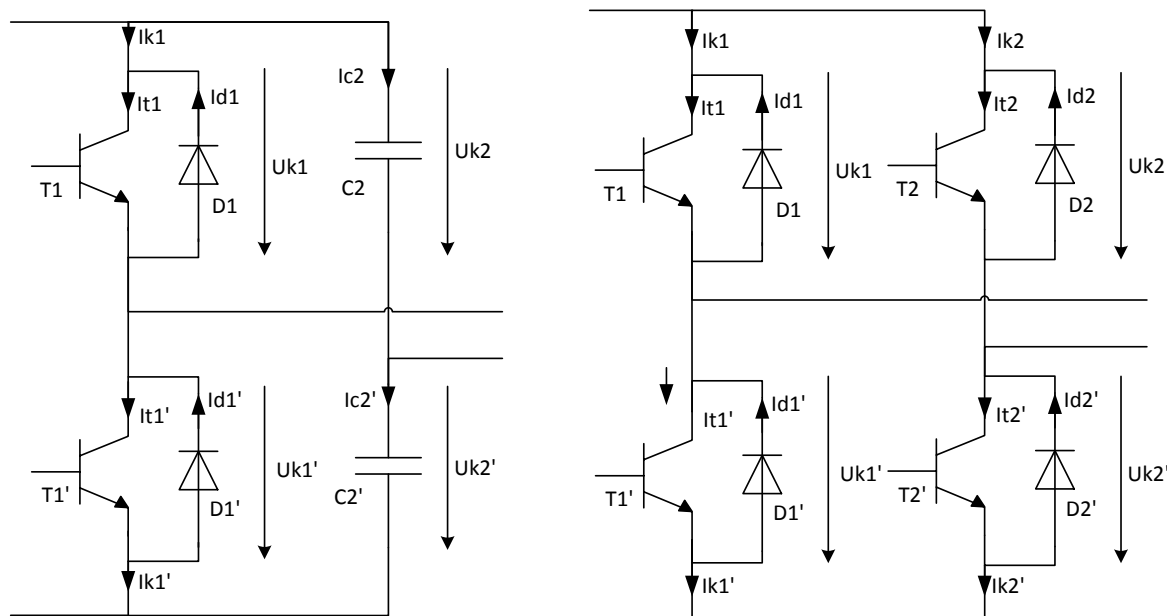 Ik1
It1
Id1
T1
D1
Uk1
Ic2
C2
Uk2
It1'
Id1'
T1'
D1'
Uk1'
Ik1'
Ic2'
C2'
Uk2'
Ik1
It1
Id1
T1
D1
Uk1
Ik2
It2
Id2
T2
D2
Uk2
It1'
Id1'
T1'
D1'
Uk1'
Ik1'
It2'
Id2'
T2'
D2'
Uk2'
Ik2'